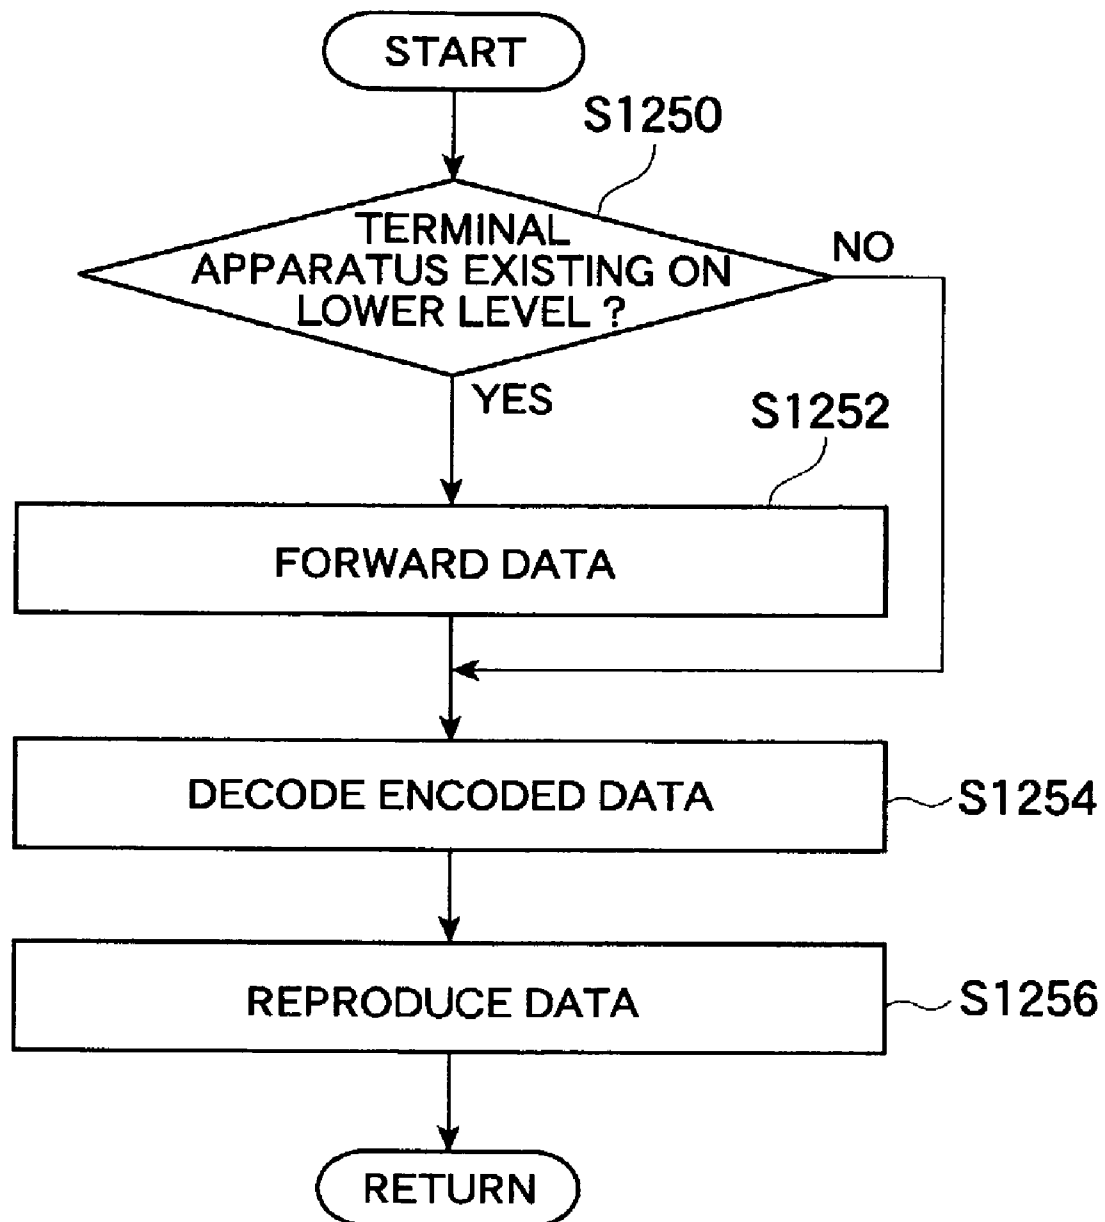 START
S1250
TERMINAL
APPARATUS EXISTING ON
LOWER LEVEL ?
NO
YES
S1252
FORWARD DATA
DECODE ENCODED DATA
S1254
REPRODUCE DATA
S1256
RETURN